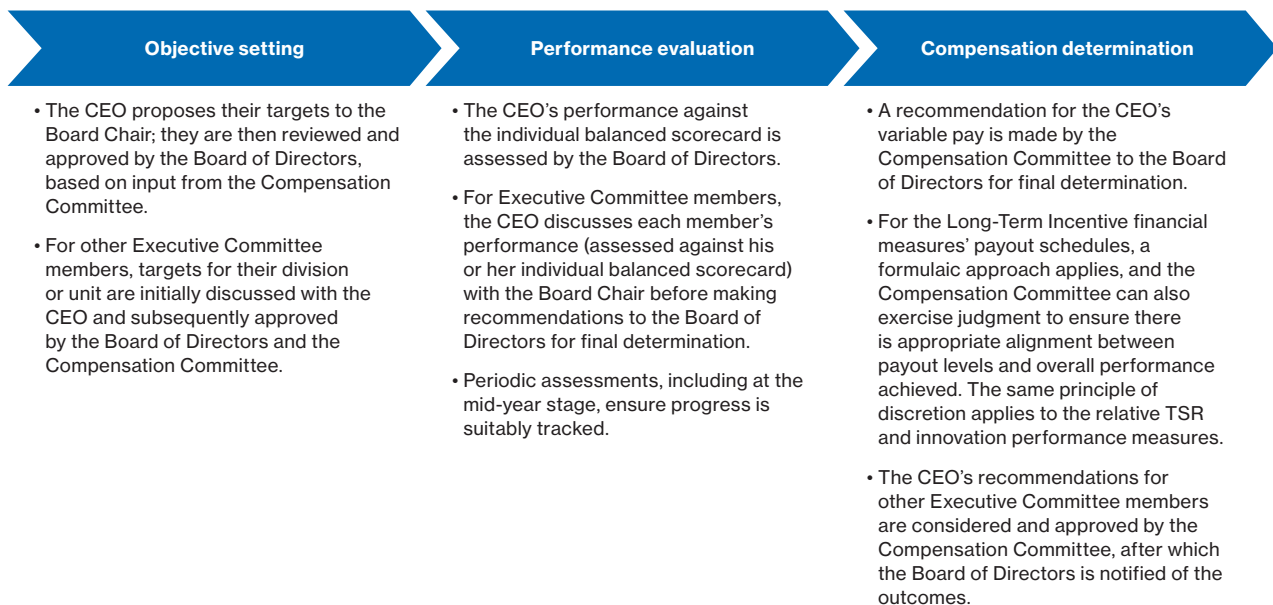 Objective setting
• The CEO proposes their targets to the
Board Chair; they are then reviewed and
approved by the Board of Directors,
based on input from the Compensation
Committee.
• For other Executive Committee
members, targets for their division
or unit are initially discussed with the
CEO and subsequently approved
by the Board of Directors and the
Compensation Committee.
Performance evaluation
• The CEO’s performance against
the individual balanced scorecard is
assessed by the Board of Directors.
• For Executive Committee members,
the CEO discusses each member’s
performance (assessed against his
or her individual balanced scorecard)
with the Board Chair before making
recommendations to the Board of
Directors for final determination.
• Periodic assessments, including at the
mid-year stage, ensure progress is
suitably tracked.
Compensation determination
• A recommendation for the CEO’s
variable pay is made by the
Compensation Committee to the Board
of Directors for final determination.
• For the Long-Term Incentive financial
measures’ payout schedules, a
formulaic approach applies, and the
Compensation Committee can also
exercise judgment to ensure there
is appropriate alignment between
payout levels and overall performance
achieved. The same principle of
discretion applies to the relative TSR
and innovation performance measures.
• The CEO’s recommendations for
other Executive Committee members
are considered and approved by the
Compensation Committee, after which
the Board of Directors is notified of the
outcomes.